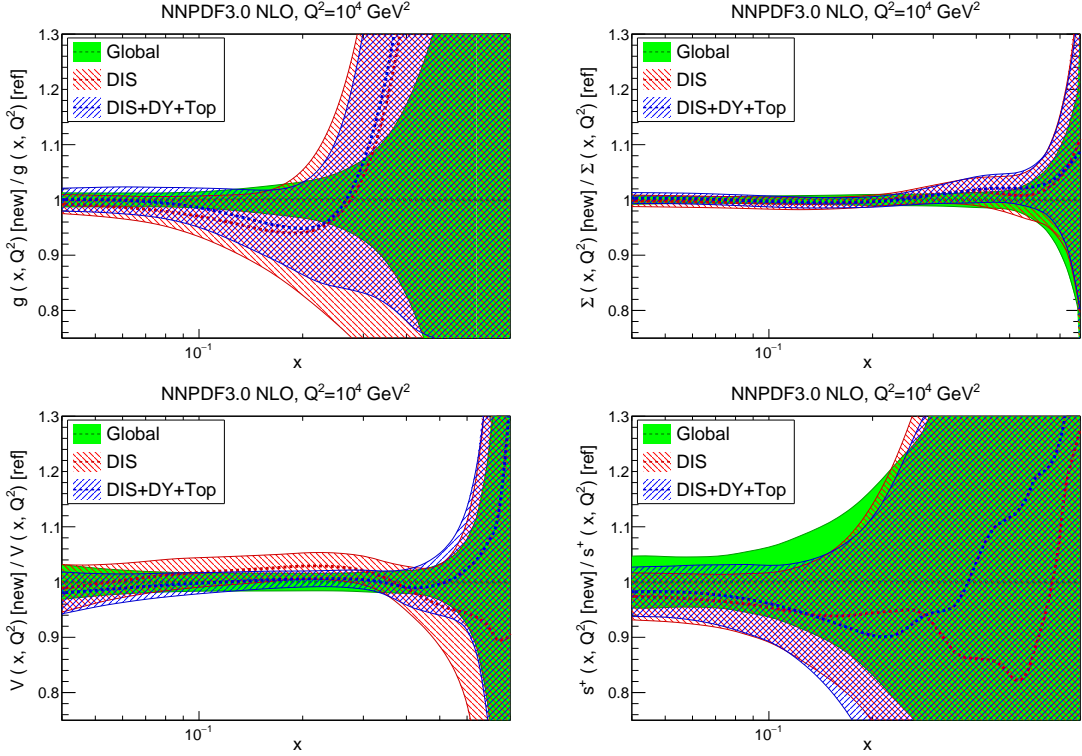 NNPDF3.0 NLO, Q²=10⁴ GeV²
g ( x, Q²) [new] / g ( x, Q²) [ref]
1.3
1.2
1.1
1
0.9
0.8
Global
DIS
DIS+DY+Top
10⁻¹
x
NNPDF3.0 NLO, Q²=10⁴ GeV²
Σ ( x, Q²) [new] / Σ ( x, Q²) [ref]
1.3
1.2
1.1
1
0.9
0.8
Global
DIS
DIS+DY+Top
10⁻¹
2×10⁻¹
x
NNPDF3.0 NLO, Q²=10⁴ GeV²
V ( x, Q²) [new] / V ( x, Q²) [ref]
1.3
1.2
1.1
1
0.9
0.8
Global
DIS
DIS+DY+Top
10⁻¹
x
NNPDF3.0 NLO, Q²=10⁴ GeV²
s⁺ ( x, Q²) [new] / s⁺ ( x, Q²) [ref]
1.3
1.2
1.1
1
0.9
0.8
Global
DIS
DIS+DY+Top
10⁻¹
x